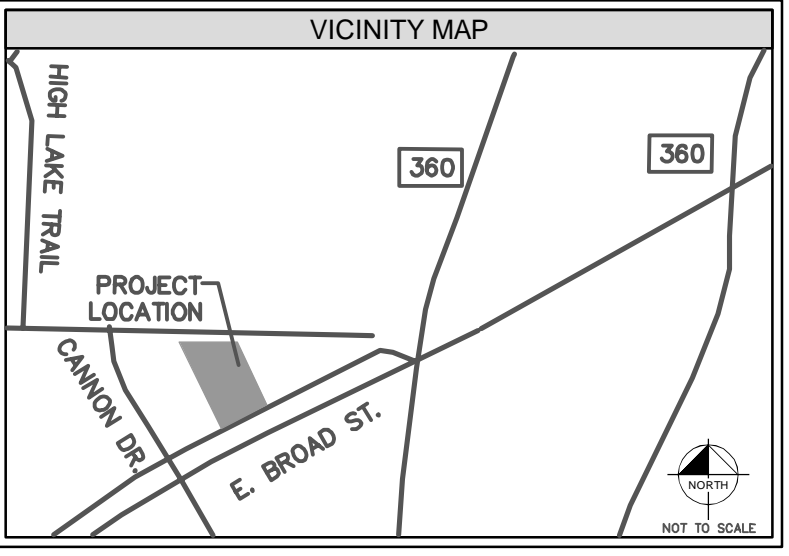 VICINITY MAP
HIGH LAKE TRAIL
360
360
PROJECT
LOCATION
CANNON DR.
E. BROAD ST.
NORTH
NOT TO SCALE